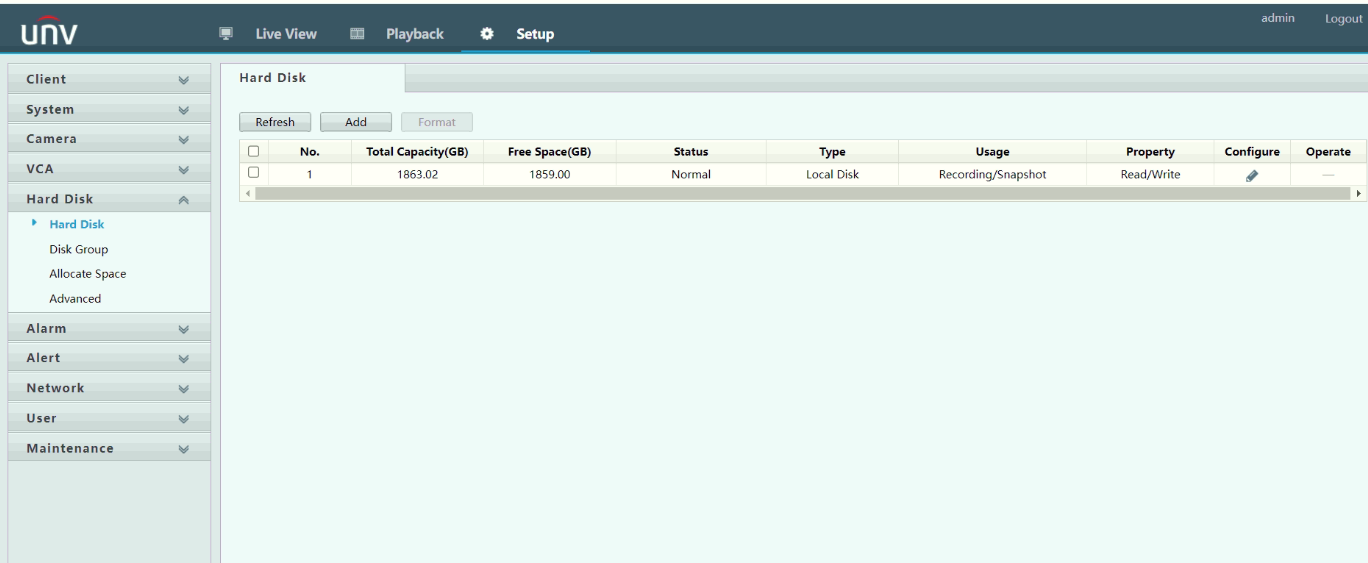 unv Live View Playback Setup admin Logout
Client
System
Camera
VCA
Hard Disk
Hard Disk
Disk Group
Allocate Space
Advanced
Alarm
Alert
Network
User
Maintenance
Hard Disk
Refresh Add Format
No. Total Capacity(GB) Free Space(GB) Status Type Usage Property Configure Operate
1 1863.02 1859.00 Normal Local Disk Recording/Snapshot Read/Write —